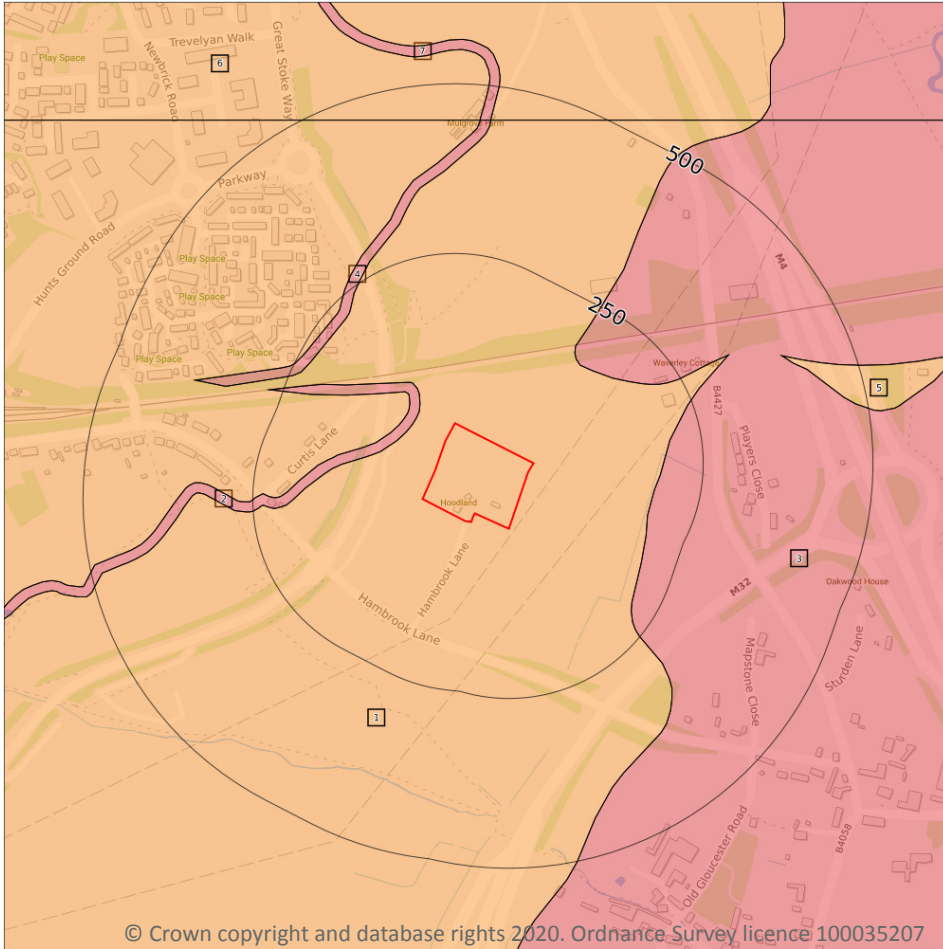 Trevelyan Walk
Great Stoke Way
Newbrick Road
Play Space
6
7
Mulgrove Farm
500
Parkway
Hunts Ground Road
Play Space
4
M4
Play Space
250
Play Space
Play Space
Waverley Cottage
5
B4427
Curtis Lane
Players Close
2
Hoodland
Hambrook Lane
3
M32
Oakwood House
Hambrook Lane
Mapstone Close
Sturden Lane
1
Old Gloucester Road
B4058
© Crown copyright and database rights 2020. Ordnance Survey licence 100035207